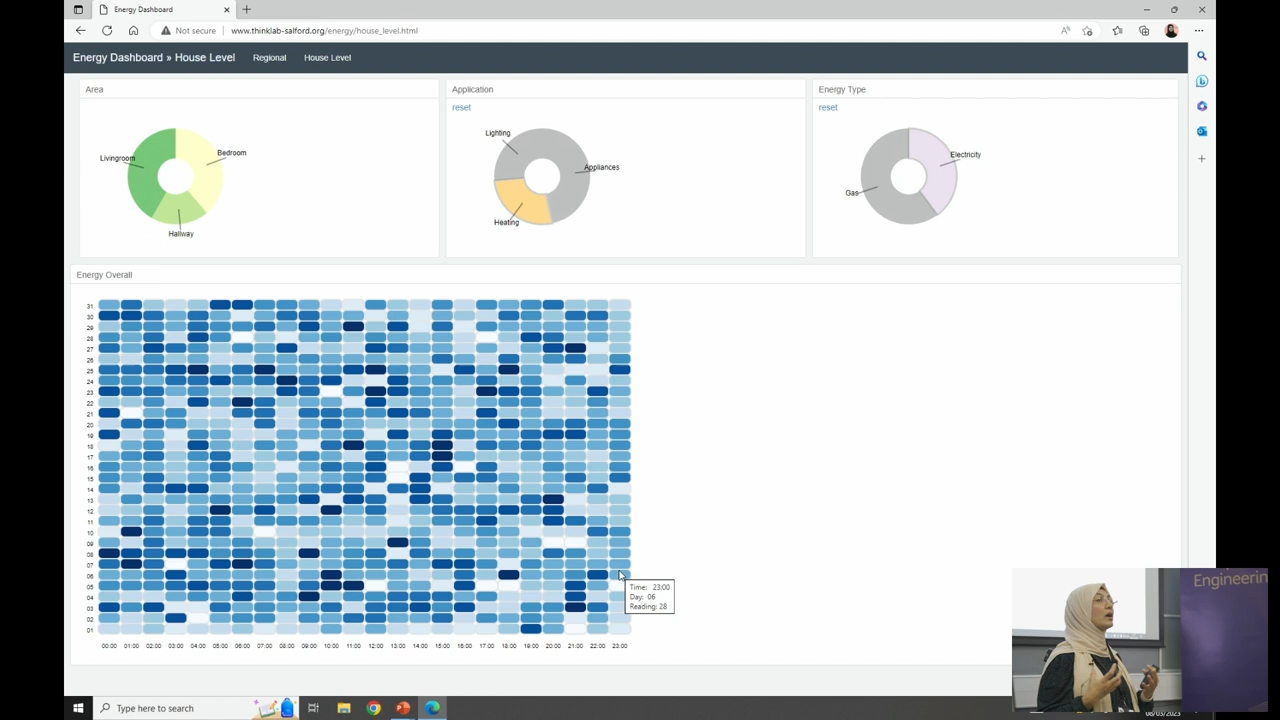 Energy Dashboard
Not secure
www.thinklab-salford.org/energy/house_level.html
Energy Dashboard » House Level
Regional
House Level
Area
Application
Energy Type
reset
reset
Livingroom
Bedroom
Hallway
Lighting
Appliances
Heating
Electricity
Gas
Energy Overall
31
30
29
28
27
26
25
24
23
22
21
20
19
18
17
16
15
14
13
12
11
10
09
08
07
06
05
04
03
02
01
Time: 23:00
Day: 06
Reading: 28
00:00 01:00 02:00 03:00 04:00 05:00 06:00 07:00 08:00 09:00 10:00 11:00 12:00 13:00 14:00 15:00 16:00 17:00 18:00 19:00 20:00 21:00 22:00 23:00
Engineerin
Type here to search
08/03/2023